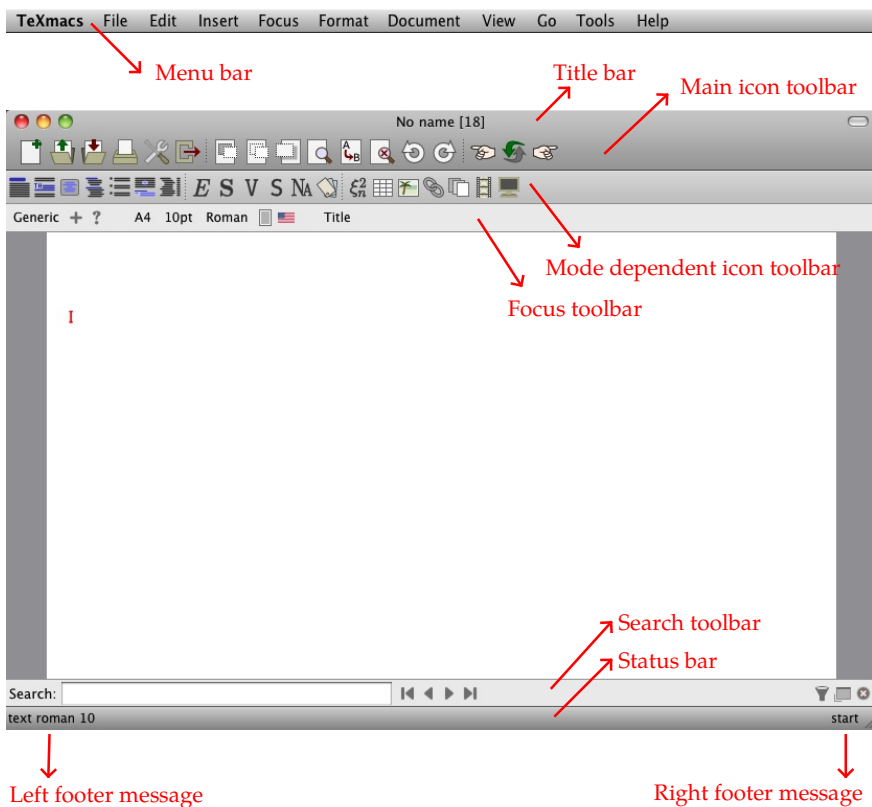 TeXmacs File Edit Insert Focus Format Document View Go Tools Help
Menu bar
Title bar
Main icon toolbar
No name [18]
A B
E S V S NA ξ2n
Generic + ? A4 10pt Roman Title
Mode dependent icon toolbar
Focus toolbar
I
Search toolbar
Status bar
Search:
text roman 10 start
Left footer message Right footer message